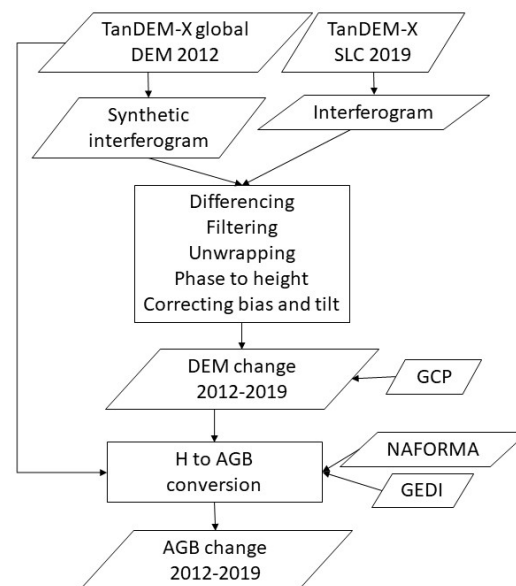 TanDEM-X global
DEM 2012
TanDEM-X
SLC 2019
Synthetic
interferogram
Interferogram
Differencing
Filtering
Unwrapping
Phase to height
Correcting bias and tilt
DEM change
2012-2019
GCP
H to AGB
conversion
NAFORMA
GEDI
AGB change
2012-2019